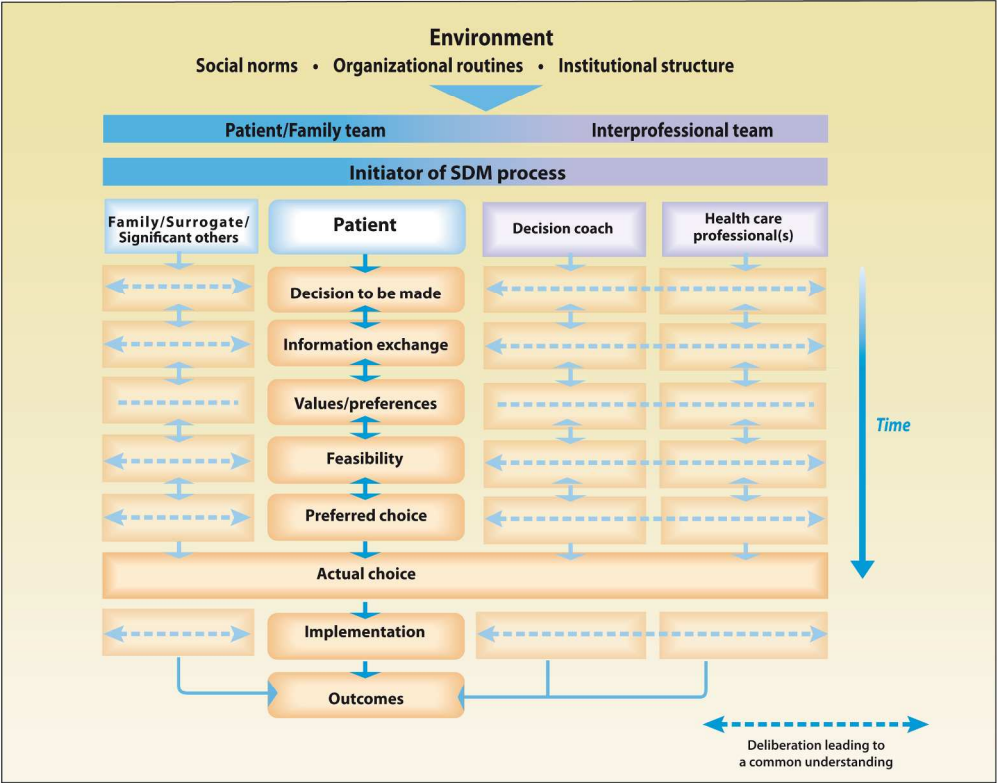 Environment
Social norms • Organizational routines • Institutional structure
Patient/Family team
Interprofessional team
Initiator of SDM process
Family/Surrogate/
Significant others
Patient
Decision coach
Health care
professional(s)
Decision to be made
Information exchange
Values/preferences
Time
Feasibility
Preferred choice
Actual choice
Implementation
Outcomes
Deliberation leading to
a common understanding